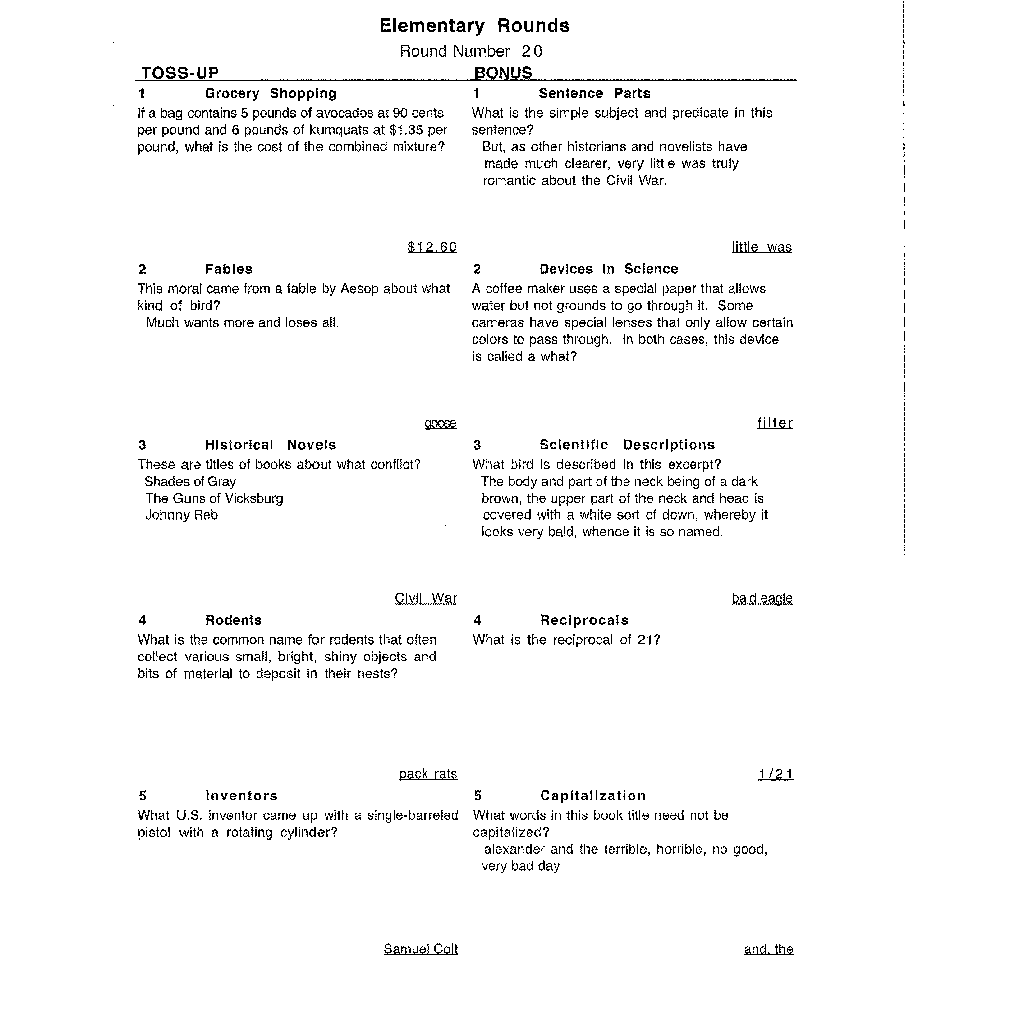 Elementary Rounds
Round Number 20
TOSS-UP
1 Grocery Shopping
If a bag contains 5 pounds of avocados at 90 cents
per pound and 6 pounds of kumquats at $1.35 per
pound, what is the cost of the combined mixture?
$12.60
2 Fables
This moral came from a fable by Aesop about what
kind of bird?
Much wants more and loses all.
goose
3 Historical Novels
These are titles of books about what conflict?
Shades of Gray
The Guns of Vicksburg
Johnny Reb
Civil War
4 Rodents
What is the common name for rodents that often
collect various small, bright, shiny objects and
bits of material to deposit in their nests?
pack rats
5 Inventors
What U.S. inventor came up with a single-barreled
pistol with a rotating cylinder?
Samuel Colt
BONUS
1 Sentence Parts
What is the simple subject and predicate in this
sentence?
But, as other historians and novelists have
made much clearer, very little was truly
romantic about the Civil War.
little was
2 Devices in Science
A coffee maker uses a special paper that allows
water but not grounds to go through it. Some
cameras have special lenses that only allow certain
colors to pass through. In both cases, this device
is called a what?
filter
3 Scientific Descriptions
What bird is described in this excerpt?
The body and part of the neck being of a dark
brown, the upper part of the neck and head is
covered with a white sort of down, whereby it
looks very bald, whence it is so named.
bald eagle
4 Reciprocals
What is the reciprocal of 21?
1/21
5 Capitalization
What words in this book title need not be
capitalized?
alexander and the terrible, horrible, no good,
very bad day
and, the